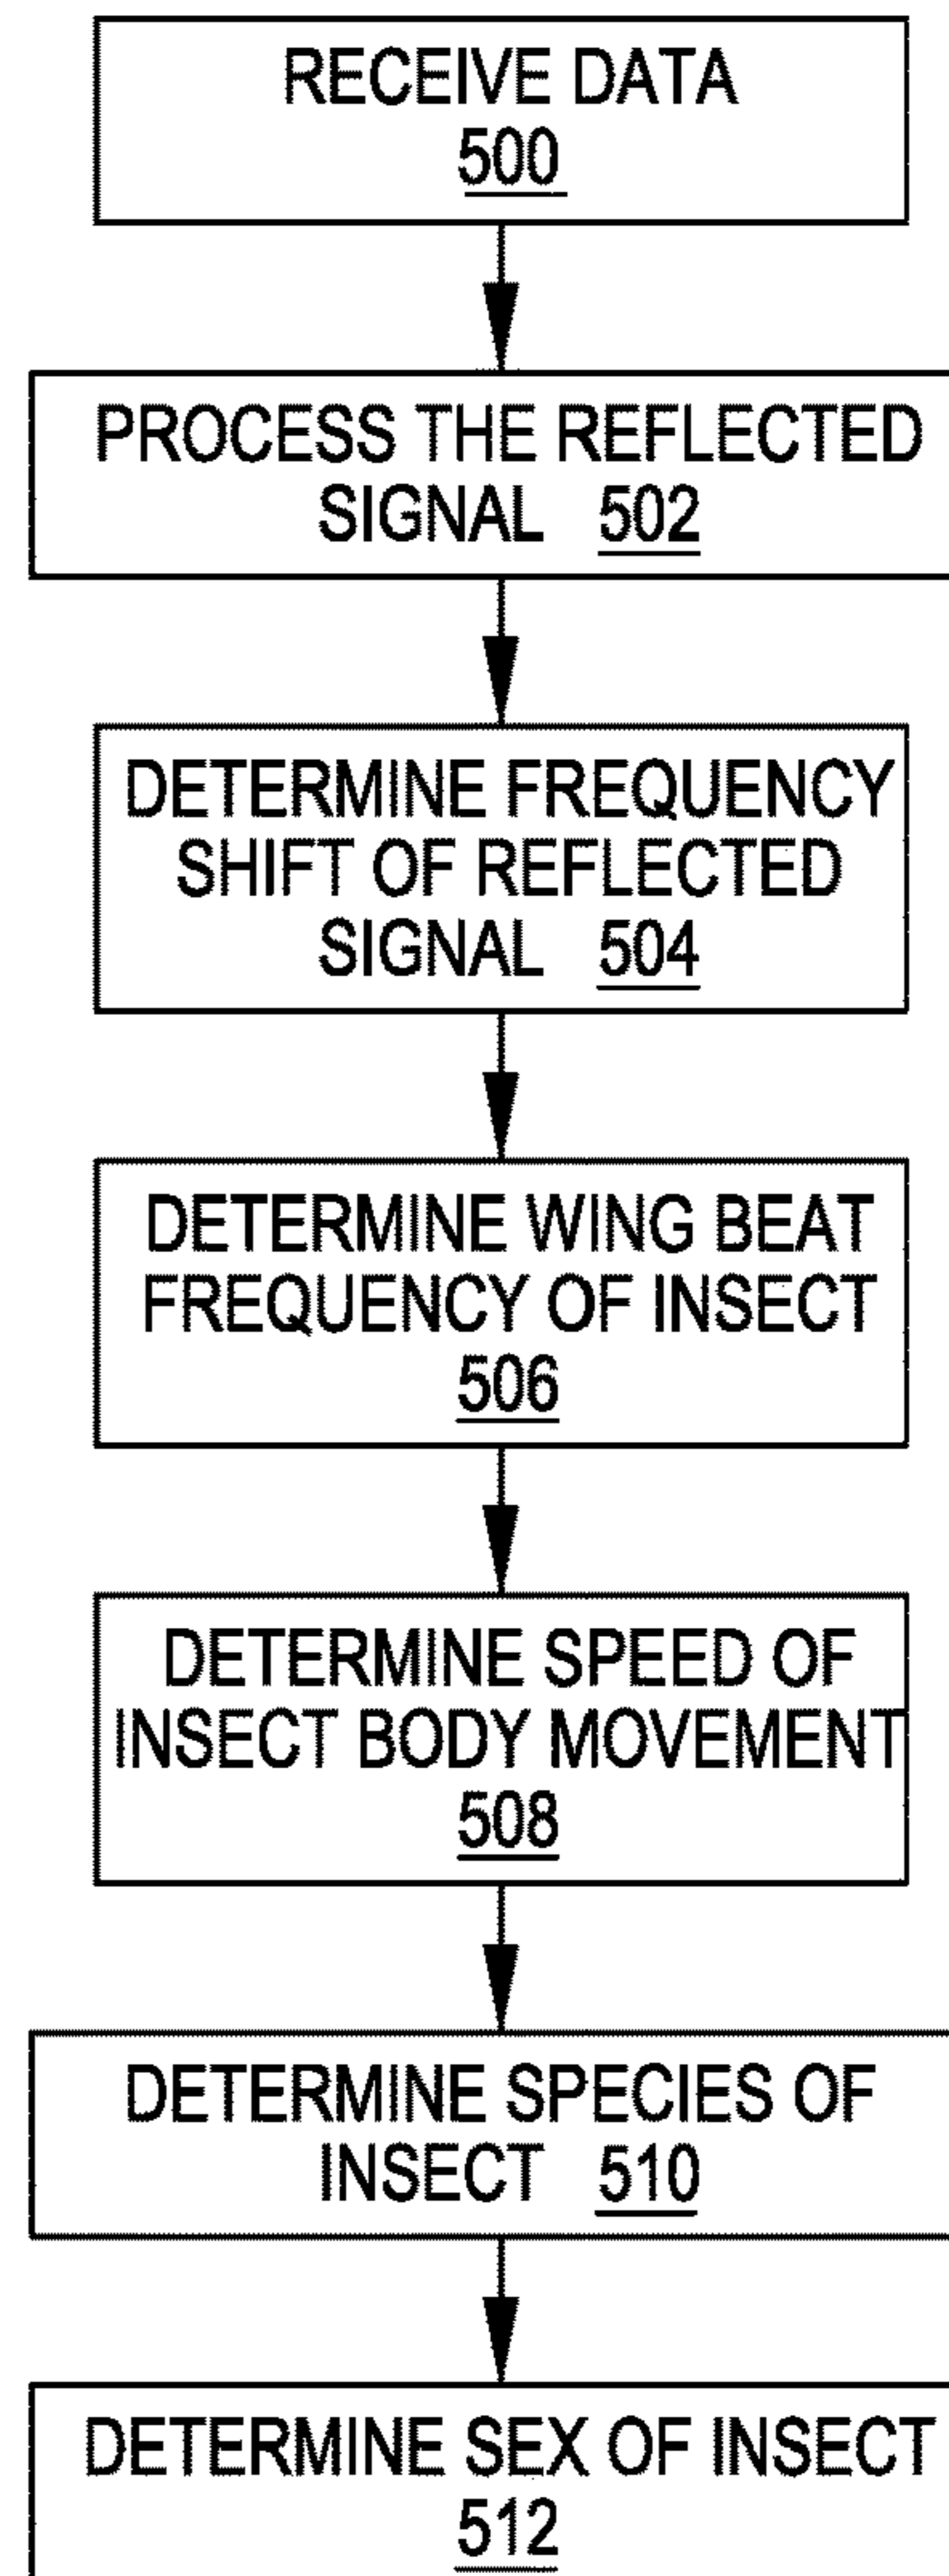 RECEIVE DATA
500
PROCESS THE REFLECTED
SIGNAL 502
DETERMINE FREQUENCY
SHIFT OF REFLECTED
SIGNAL 504
DETERMINE WING BEAT
FREQUENCY OF INSECT
506
DETERMINE SPEED OF
INSECT BODY MOVEMENT
508
DETERMINE SPECIES OF
INSECT 510
DETERMINE SEX OF INSECT
512